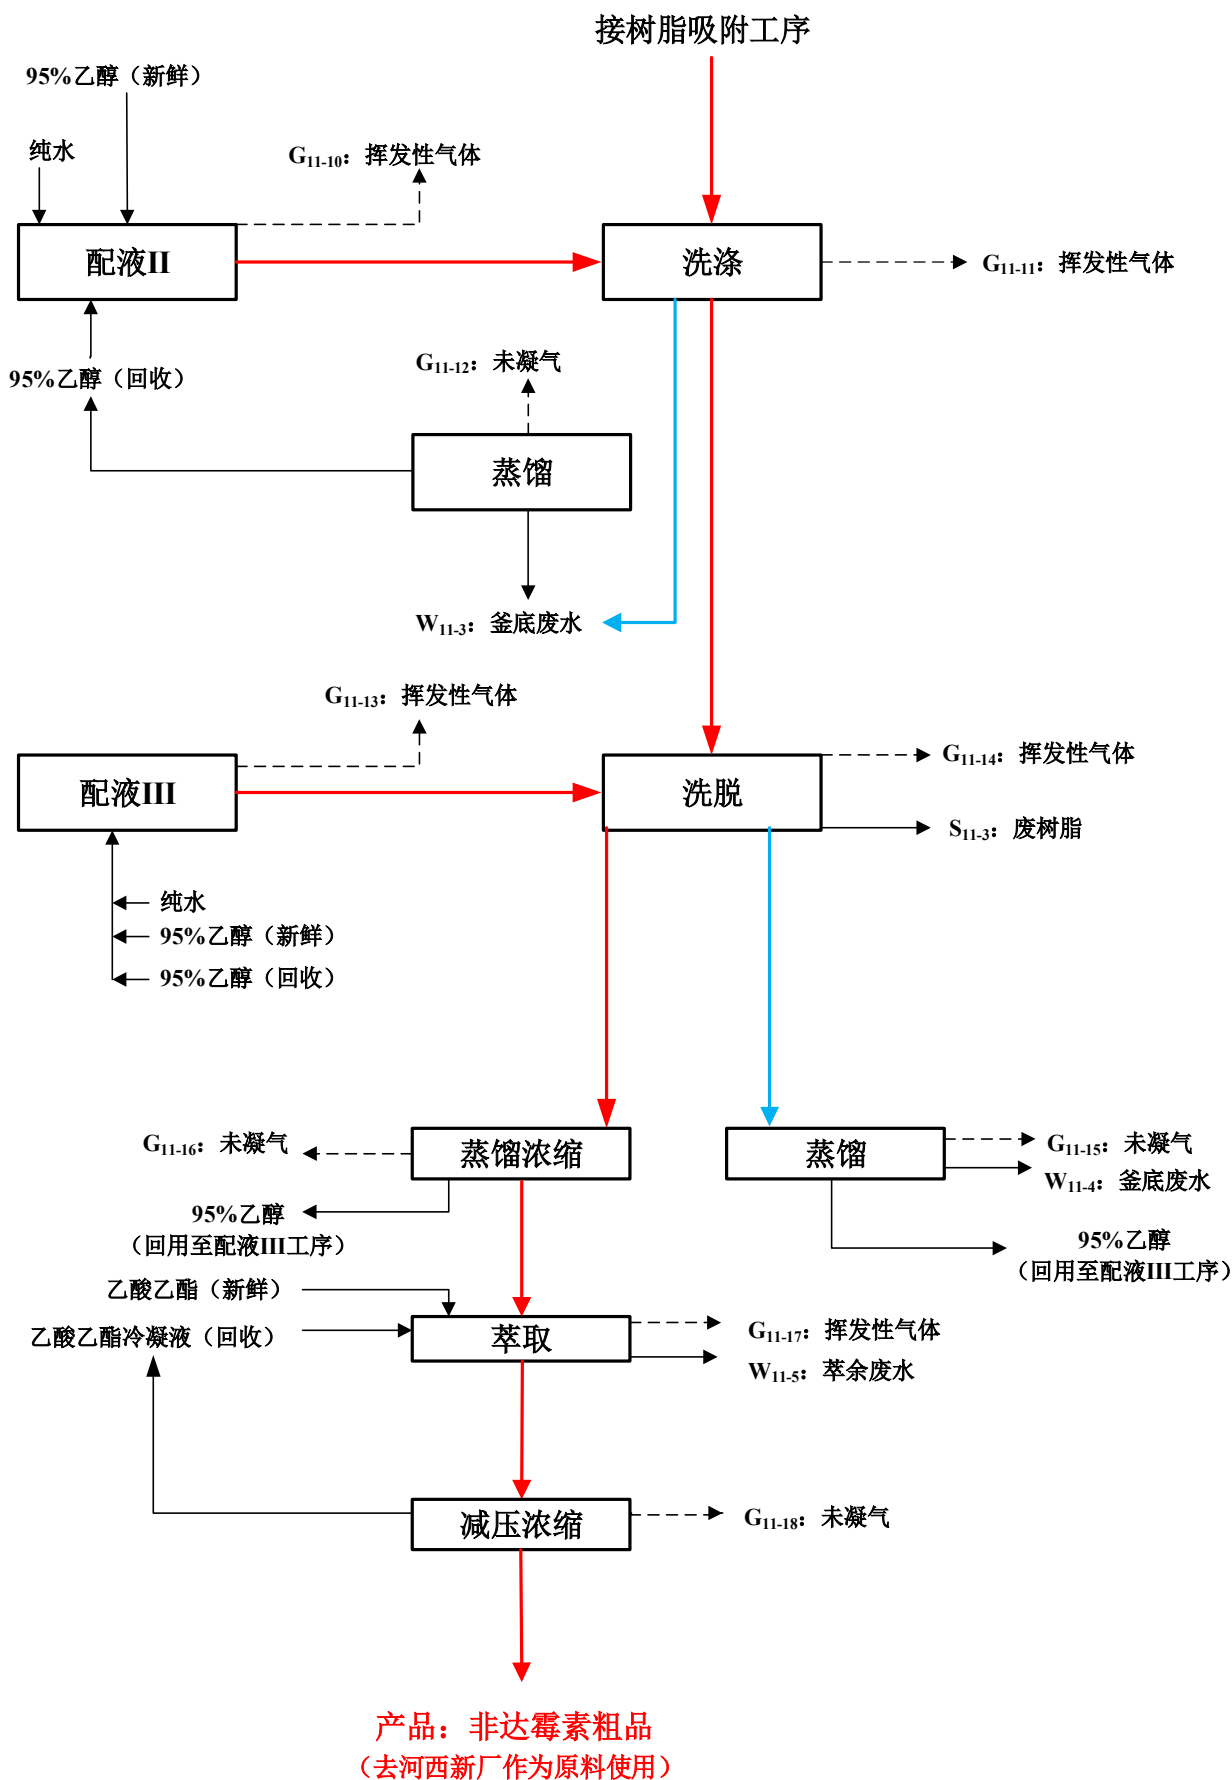 接树脂吸附工序
95%乙醇（新鲜）
纯水
G11-10：挥发性气体
配液II
洗涤
G11-11：挥发性气体
95%乙醇（回收）
G11-12：未凝气
蒸馏
W11-3：釜底废水
G11-13：挥发性气体
配液III
洗脱
G11-14：挥发性气体
S11-3：废树脂
纯水
95%乙醇（新鲜）
95%乙醇（回收）
G11-16：未凝气
蒸馏浓缩
蒸馏
G11-15：未凝气
W11-4：釜底废水
95%乙醇
（回用至配液III工序）
95%乙醇
（回用至配液III工序）
乙酸乙酯（新鲜）
乙酸乙酯冷凝液（回收）
萃取
G11-17：挥发性气体
W11-5：萃余废水
减压浓缩
G11-18：未凝气
产品：非达霉素粗品
（去河西新厂作为原料使用）